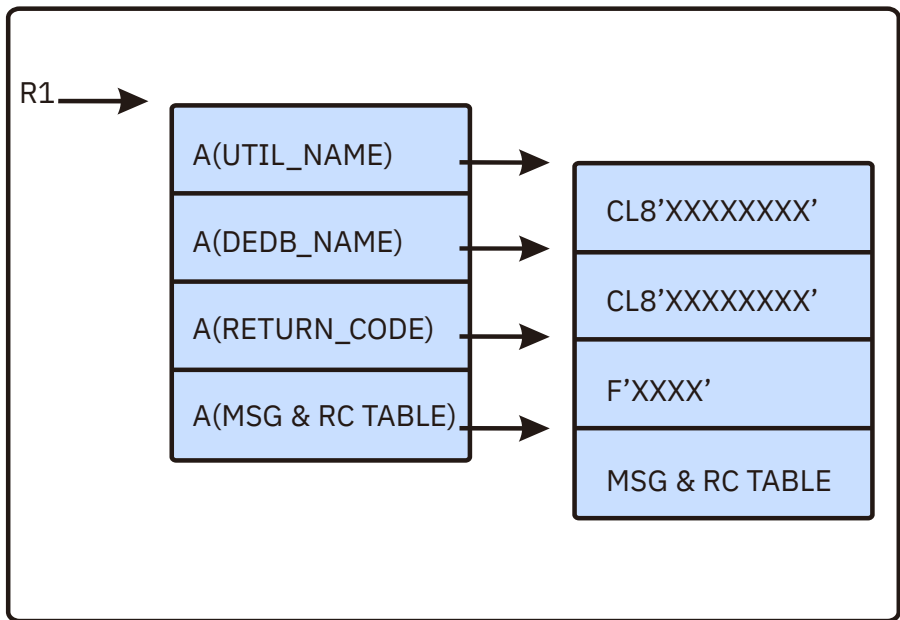 R1
A(UTIL_NAME)
A(DEDB_NAME)
A(RETURN_CODE)
A(MSG & RC TABLE)
CL8’XXXXXXXX’
CL8’XXXXXXXX’
F’XXXX’
MSG & RC TABLE